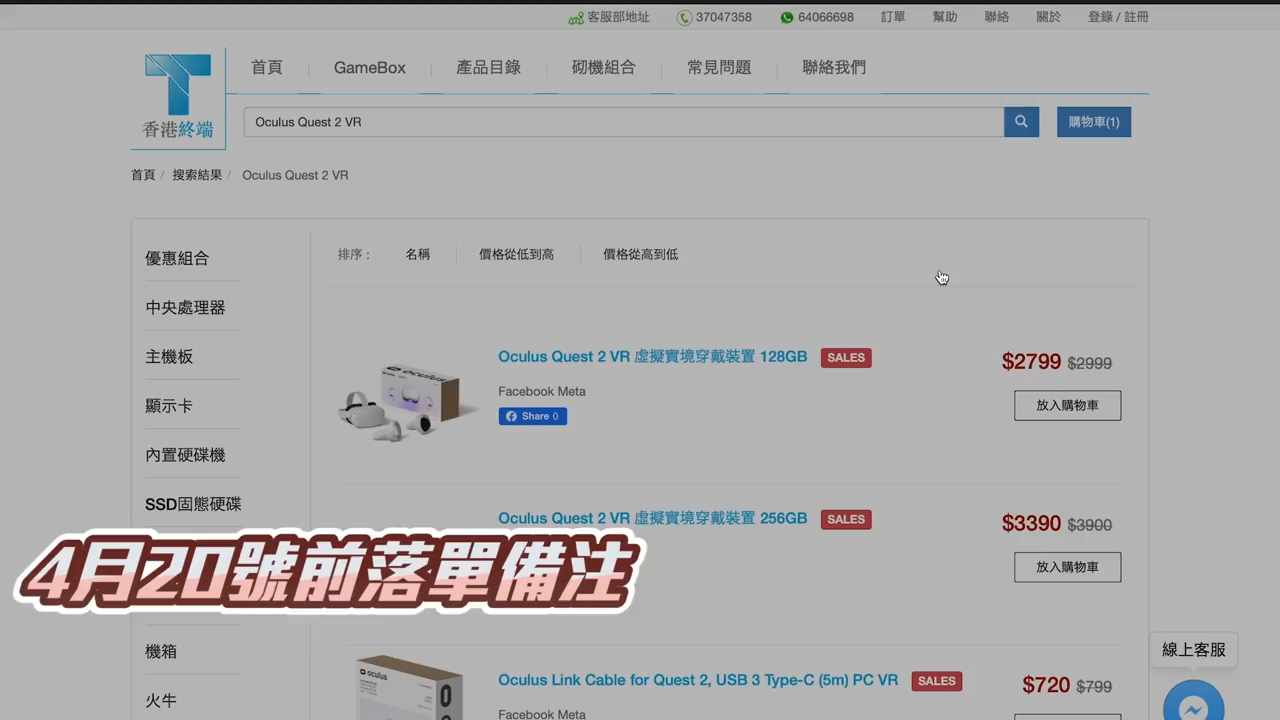 客服部地址 37047358 64066698 訂單 幫助 聯絡 關於 登錄 / 註冊
首頁 GameBox 產品目錄 砌機組合 常見問題 聯絡我們
香港終端
Oculus Quest 2 VR 購物車(1)
首頁 / 搜索結果 / Oculus Quest 2 VR
優惠組合
中央處理器
主機板
顯示卡
內置硬碟機
SSD固態硬碟
機箱
火牛
排序 : 名稱 價格從低到高 價格從高到低
Oculus Quest 2 VR 虛擬實境穿戴裝置 128GB SALES $2799 $2999
Facebook Meta 放入購物車
Share 0
oculus
Oculus Quest 2 VR 虛擬實境穿戴裝置 256GB SALES $3390 $3900
放入購物車
4月20號前落單備注
Oculus Link Cable for Quest 2, USB 3 Type-C (5m) PC VR SALES $720 $799
Facebook Meta
oculus
線上客服